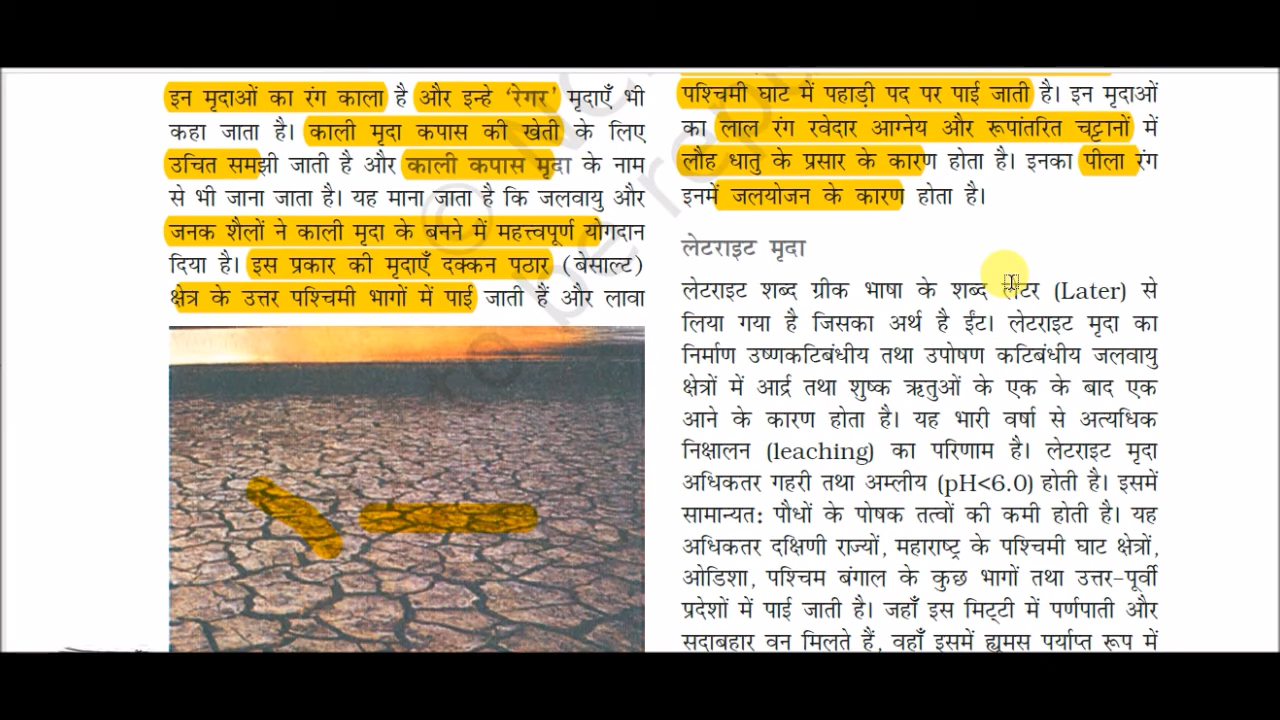 इन मृदाओं का रंग काला है और इन्हे ‘रेगर’ मृदाएँ भी
कहा जाता है। काली मृदा कपास की खेती के लिए
उचित समझी जाती है और काली कपास मृदा के नाम
से भी जाना जाता है। यह माना जाता है कि जलवायु और
जनक शैलों ने काली मृदा के बनने में महत्त्वपूर्ण योगदान
दिया है। इस प्रकार की मृदाएँ दक्कन पठार (बेसाल्ट)
क्षेत्र के उत्तर पश्चिमी भागों में पाई जाती हैं और लावा
पश्चिमी घाट में पहाड़ी पद पर पाई जाती है। इन मृदाओं
का लाल रंग रवेदार आग्नेय और रूपांतरित चट्टानों में
लौह धातु के प्रसार के कारण होता है। इनका पीला रंग
इनमें जलयोजन के कारण होता है।
लेटराइट मृदा
लेटराइट शब्द ग्रीक भाषा के शब्द लेटर (Later) से
लिया गया है जिसका अर्थ है ईंट। लेटराइट मृदा का
निर्माण उष्णकटिबंधीय तथा उपोषण कटिबंधीय जलवायु
क्षेत्रों में आर्द्र तथा शुष्क ऋतुओं के एक के बाद एक
आने के कारण होता है। यह भारी वर्षा से अत्यधिक
निक्षालन (leaching) का परिणाम है। लेटराइट मृदा
अधिकतर गहरी तथा अम्लीय (pH<6.0) होती है। इसमें
सामान्यत: पौधों के पोषक तत्वों की कमी होती है। यह
अधिकतर दक्षिणी राज्यों, महाराष्ट्र के पश्चिमी घाट क्षेत्रों,
ओडिशा, पश्चिम बंगाल के कुछ भागों तथा उत्तर-पूर्वी
प्रदेशों में पाई जाती है। जहाँ इस मिट्टी में पर्णपाती और
सदाबहार वन मिलते हैं, वहाँ इसमें ह्यूमस पर्याप्त रूप में